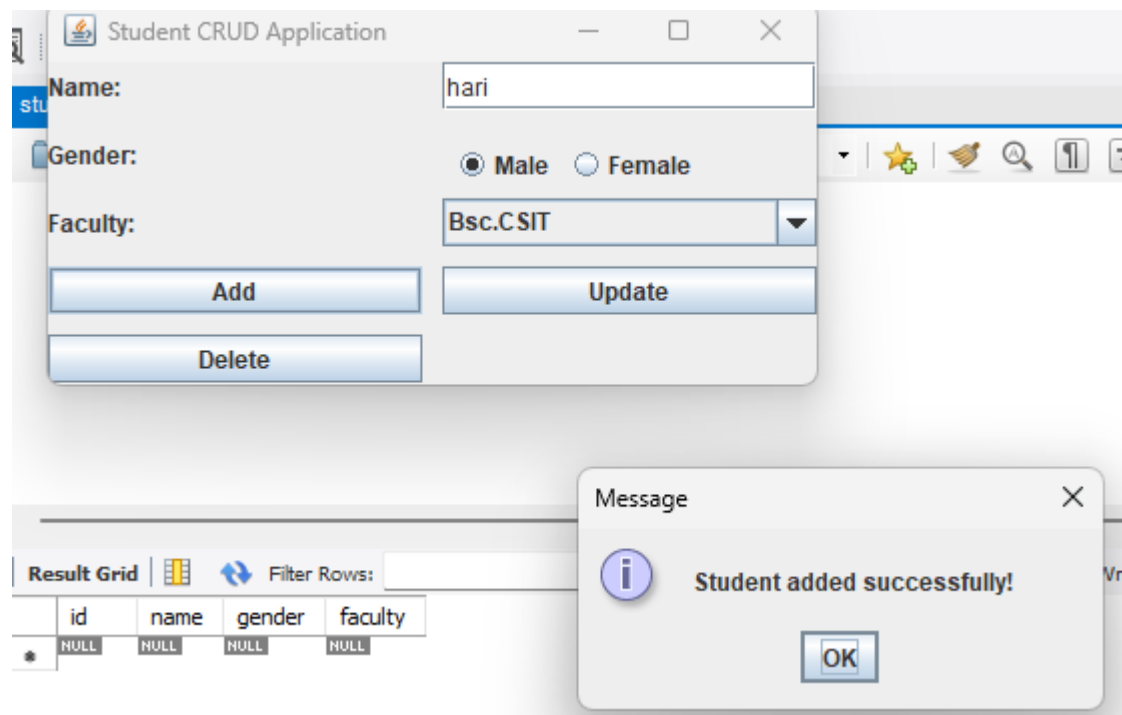 Student CRUD Application
Name:
hari
stu
Gender:
Male Female
Faculty:
Bsc.CSIT
Add
Update
Delete
Message
Result Grid
Filter Rows:
Student added successfully!
id name gender faculty
NULL NULL NULL NULL
OK